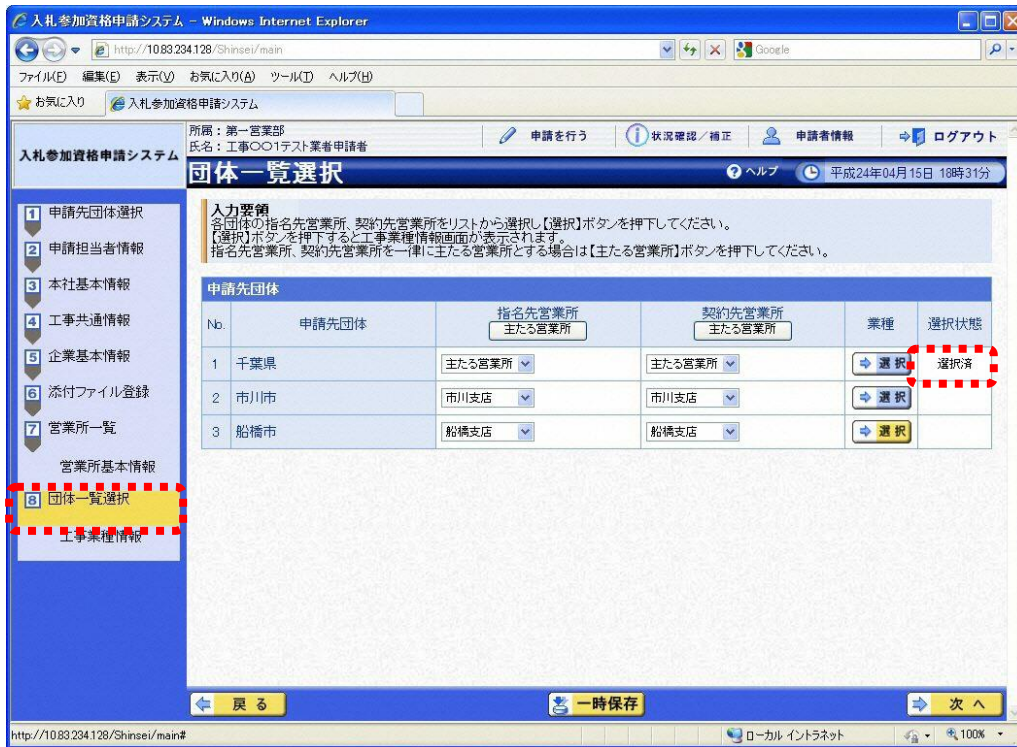 入札参加資格申請システム - Windows Internet Explorer
http://10.83.234.128/Shinsei/main
Google
ファイル(F) 編集(E) 表示(V) お気に入り(A) ツール(T) ヘルプ(H)
お気に入り 入札参加資格申請システム
入札参加資格申請システム
所属:第一営業部
氏名:工事〇〇1テスト業者申請者
申請を行う 状況確認/補正 申請者情報 ログアウト
団体一覧選択
ヘルプ 平成24年04月15日 18時31分
1 申請先団体選択
2 申請担当者情報
3 本社基本情報
4 工事共通情報
5 企業基本情報
6 添付ファイル登録
7 営業所一覧
営業所基本情報
8 団体一覧選択
工事業種情報
入力要領
各団体の指名先営業所、契約先営業所をリストから選択し【選択】ボタンを押下してください。
【選択】ボタンを押下すると工事業種情報画面が表示されます。
指名先営業所、契約先営業所を一律に主たる営業所とする場合は【主たる営業所】ボタンを押下してください。
申請先団体
No. 申請先団体 指名先営業所 契約先営業所 業種 選択状態
主たる営業所 主たる営業所
1 千葉県 主たる営業所 主たる営業所 選択 選択済
2 市川市 市川支店 市川支店 選択
3 船橋市 船橋支店 船橋支店 選択
戻る 一時保存 次へ
http://10.83.234.128/Shinsei/main# ローカル イントラネット 100%